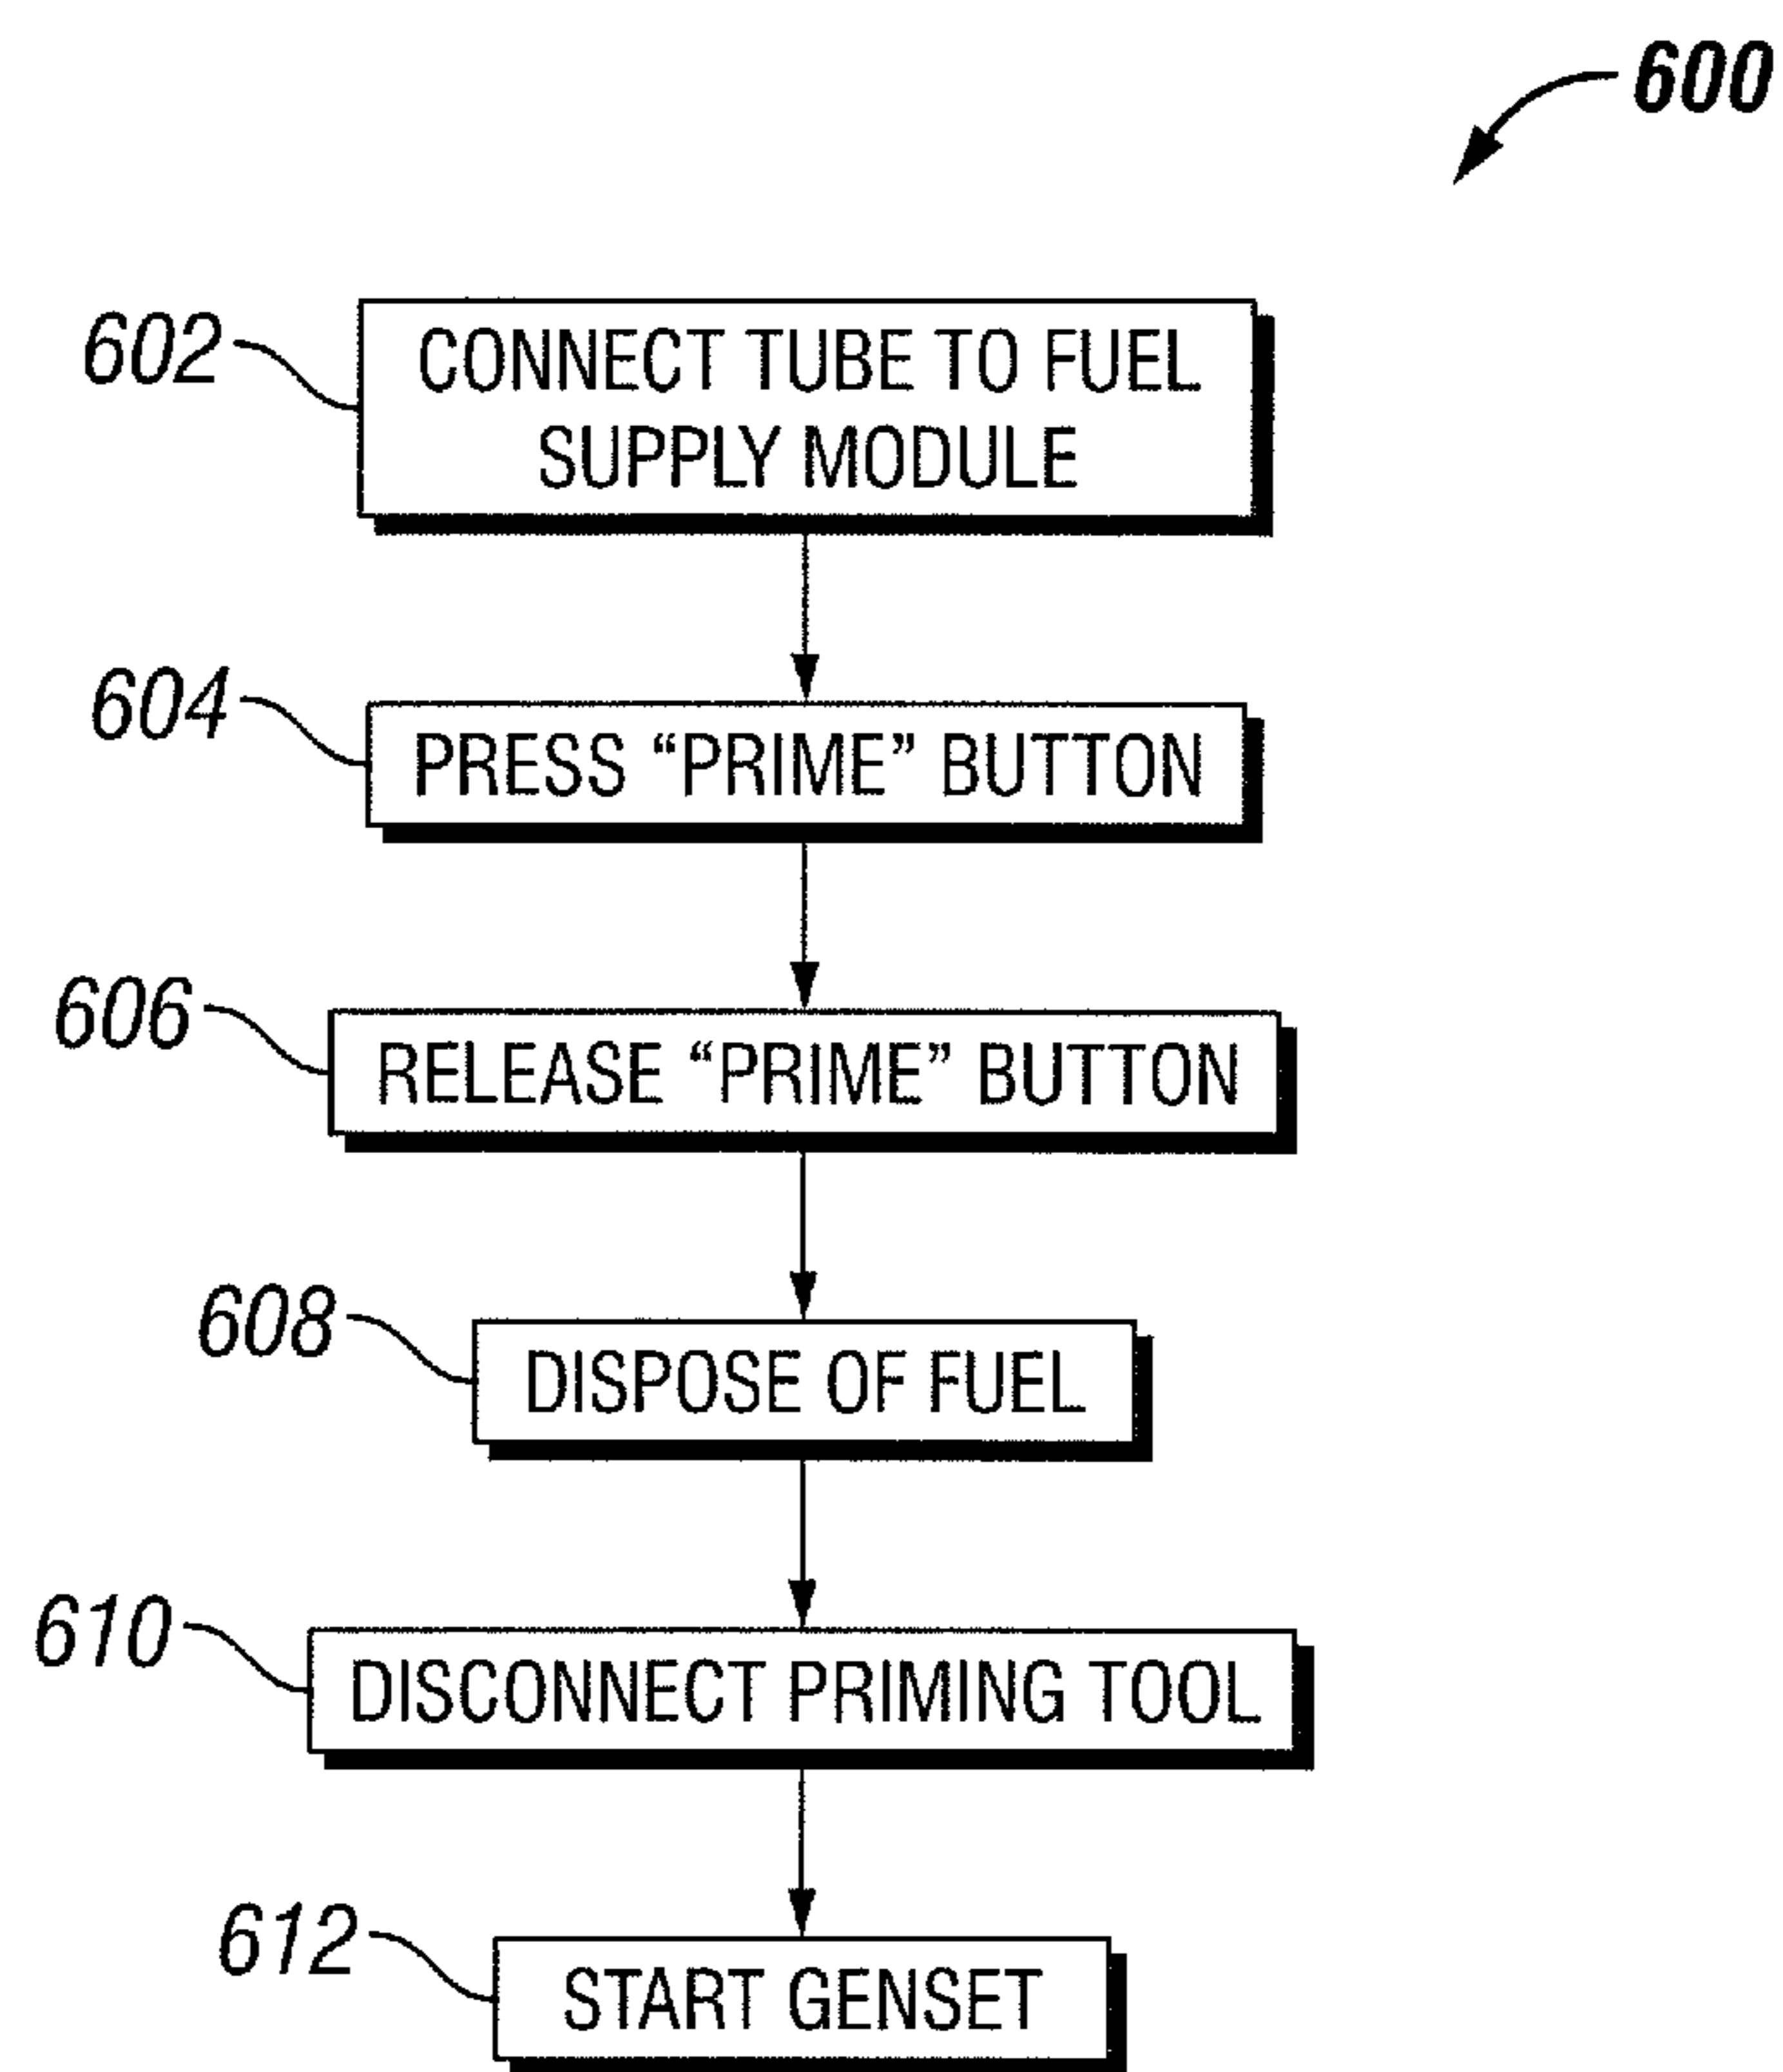 600
602
CONNECT TUBE TO FUEL
SUPPLY MODULE
604
PRESS “PRIME” BUTTON
606
RELEASE “PRIME” BUTTON
608
DISPOSE OF FUEL
610
DISCONNECT PRIMING TOOL
612
START GENSET